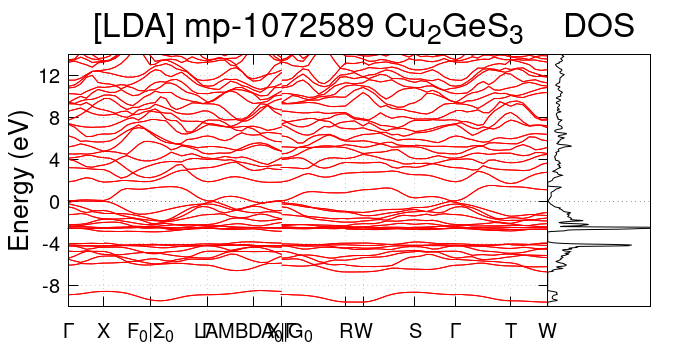 [LDA] mp-1072589 Cu₂GeS₃ DOS
Energy (eV)
12
8
4
0
-4
-8
Γ X F₀|Σ₀ RW S Γ T W